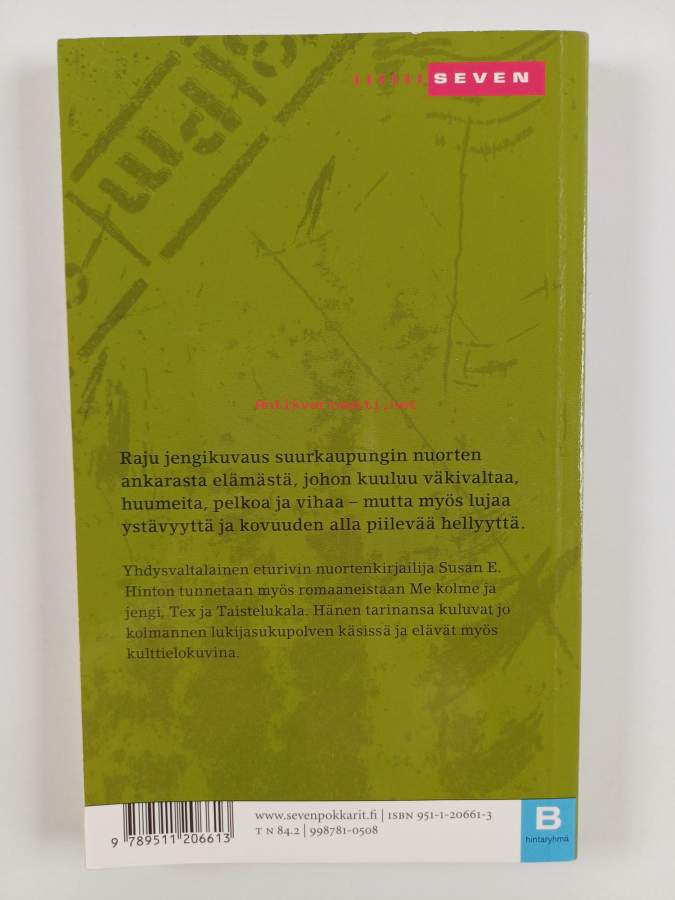 SEVEN
Antikvariaatti.net
Raju jengikuvaus suurkaupungin nuorten
ankarasta elämästä, johon kuuluu väkivaltaa,
huumeita, pelkoa ja vihaa – mutta myös lujaa
ystävyyttä ja kovuuden alla piilevää hellyyttä.
Yhdysvaltalainen eturivin nuortenkirjailija Susan E.
Hinton tunnetaan myös romaaneistaan Me kolme ja
jengi, Tex ja Taistelukala. Hänen tarinansa kuluvat jo
kolmannen lukijasukupolven käsissä ja elävät myös
kulttielokuvina.
www.sevenpokkarit.fi | ISBN 951-1-20661-3
T N 84.2 | 998781-0508
9 789511 206613
B
hintaryhmä